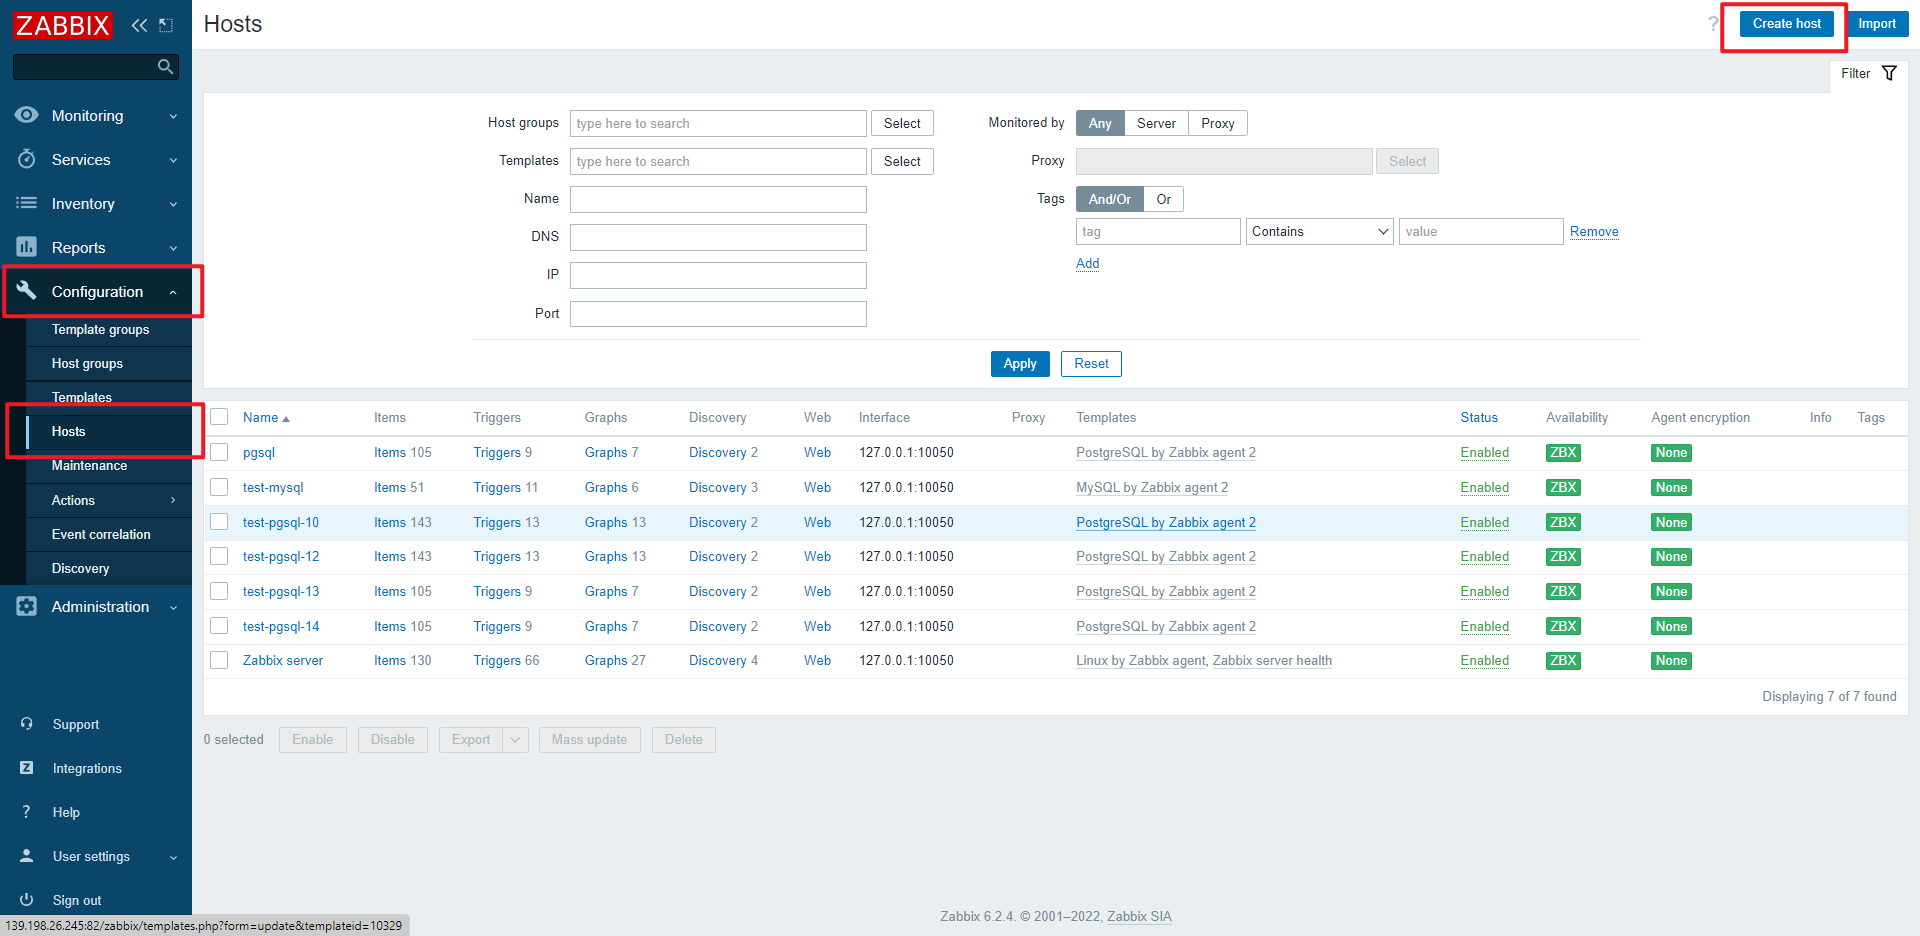 ZABBIX
Monitoring
Services
Inventory
Reports
Configuration
Template groups
Host groups
Templates
Hosts
Maintenance
Actions
Event correlation
Discovery
Administration
Support
Z Integrations
? Help
User settings
Sign out
139.198.26.245:82/zabbix/templates.php?form=update&templateid=10329
Hosts
? Create host Import
Filter
Host groups type here to search Select
Templates type here to search Select
Name
DNS
IP
Port
Monitored by Any Server Proxy
Proxy Select
Tags And/Or Or
tag Contains value Remove
Add
Apply Reset
Name Items Triggers Graphs Discovery Web Interface Proxy Templates Status Availability Agent encryption Info Tags
pgsql Items 105 Triggers 9 Graphs 7 Discovery 2 Web 127.0.0.1:10050 PostgreSQL by Zabbix agent 2 Enabled ZBX None
test-mysql Items 51 Triggers 11 Graphs 6 Discovery 3 Web 127.0.0.1:10050 MySQL by Zabbix agent 2 Enabled ZBX None
test-pgsql-10 Items 143 Triggers 13 Graphs 13 Discovery 2 Web 127.0.0.1:10050 PostgreSQL by Zabbix agent 2 Enabled ZBX None
test-pgsql-12 Items 143 Triggers 13 Graphs 13 Discovery 2 Web 127.0.0.1:10050 PostgreSQL by Zabbix agent 2 Enabled ZBX None
test-pgsql-13 Items 105 Triggers 9 Graphs 7 Discovery 2 Web 127.0.0.1:10050 PostgreSQL by Zabbix agent 2 Enabled ZBX None
test-pgsql-14 Items 105 Triggers 9 Graphs 7 Discovery 2 Web 127.0.0.1:10050 PostgreSQL by Zabbix agent 2 Enabled ZBX None
Zabbix server Items 130 Triggers 66 Graphs 27 Discovery 4 Web 127.0.0.1:10050 Linux by Zabbix agent, Zabbix server health Enabled ZBX None
Displaying 7 of 7 found
0 selected Enable Disable Export Mass update Delete
Zabbix 6.2.4. © 2001–2022, Zabbix SIA